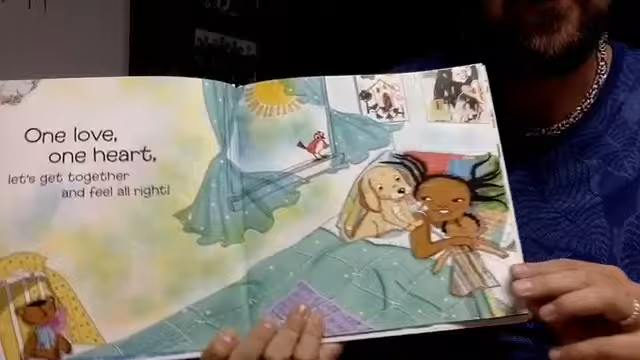 One love,
one heart,
let's get together
and feel all right!